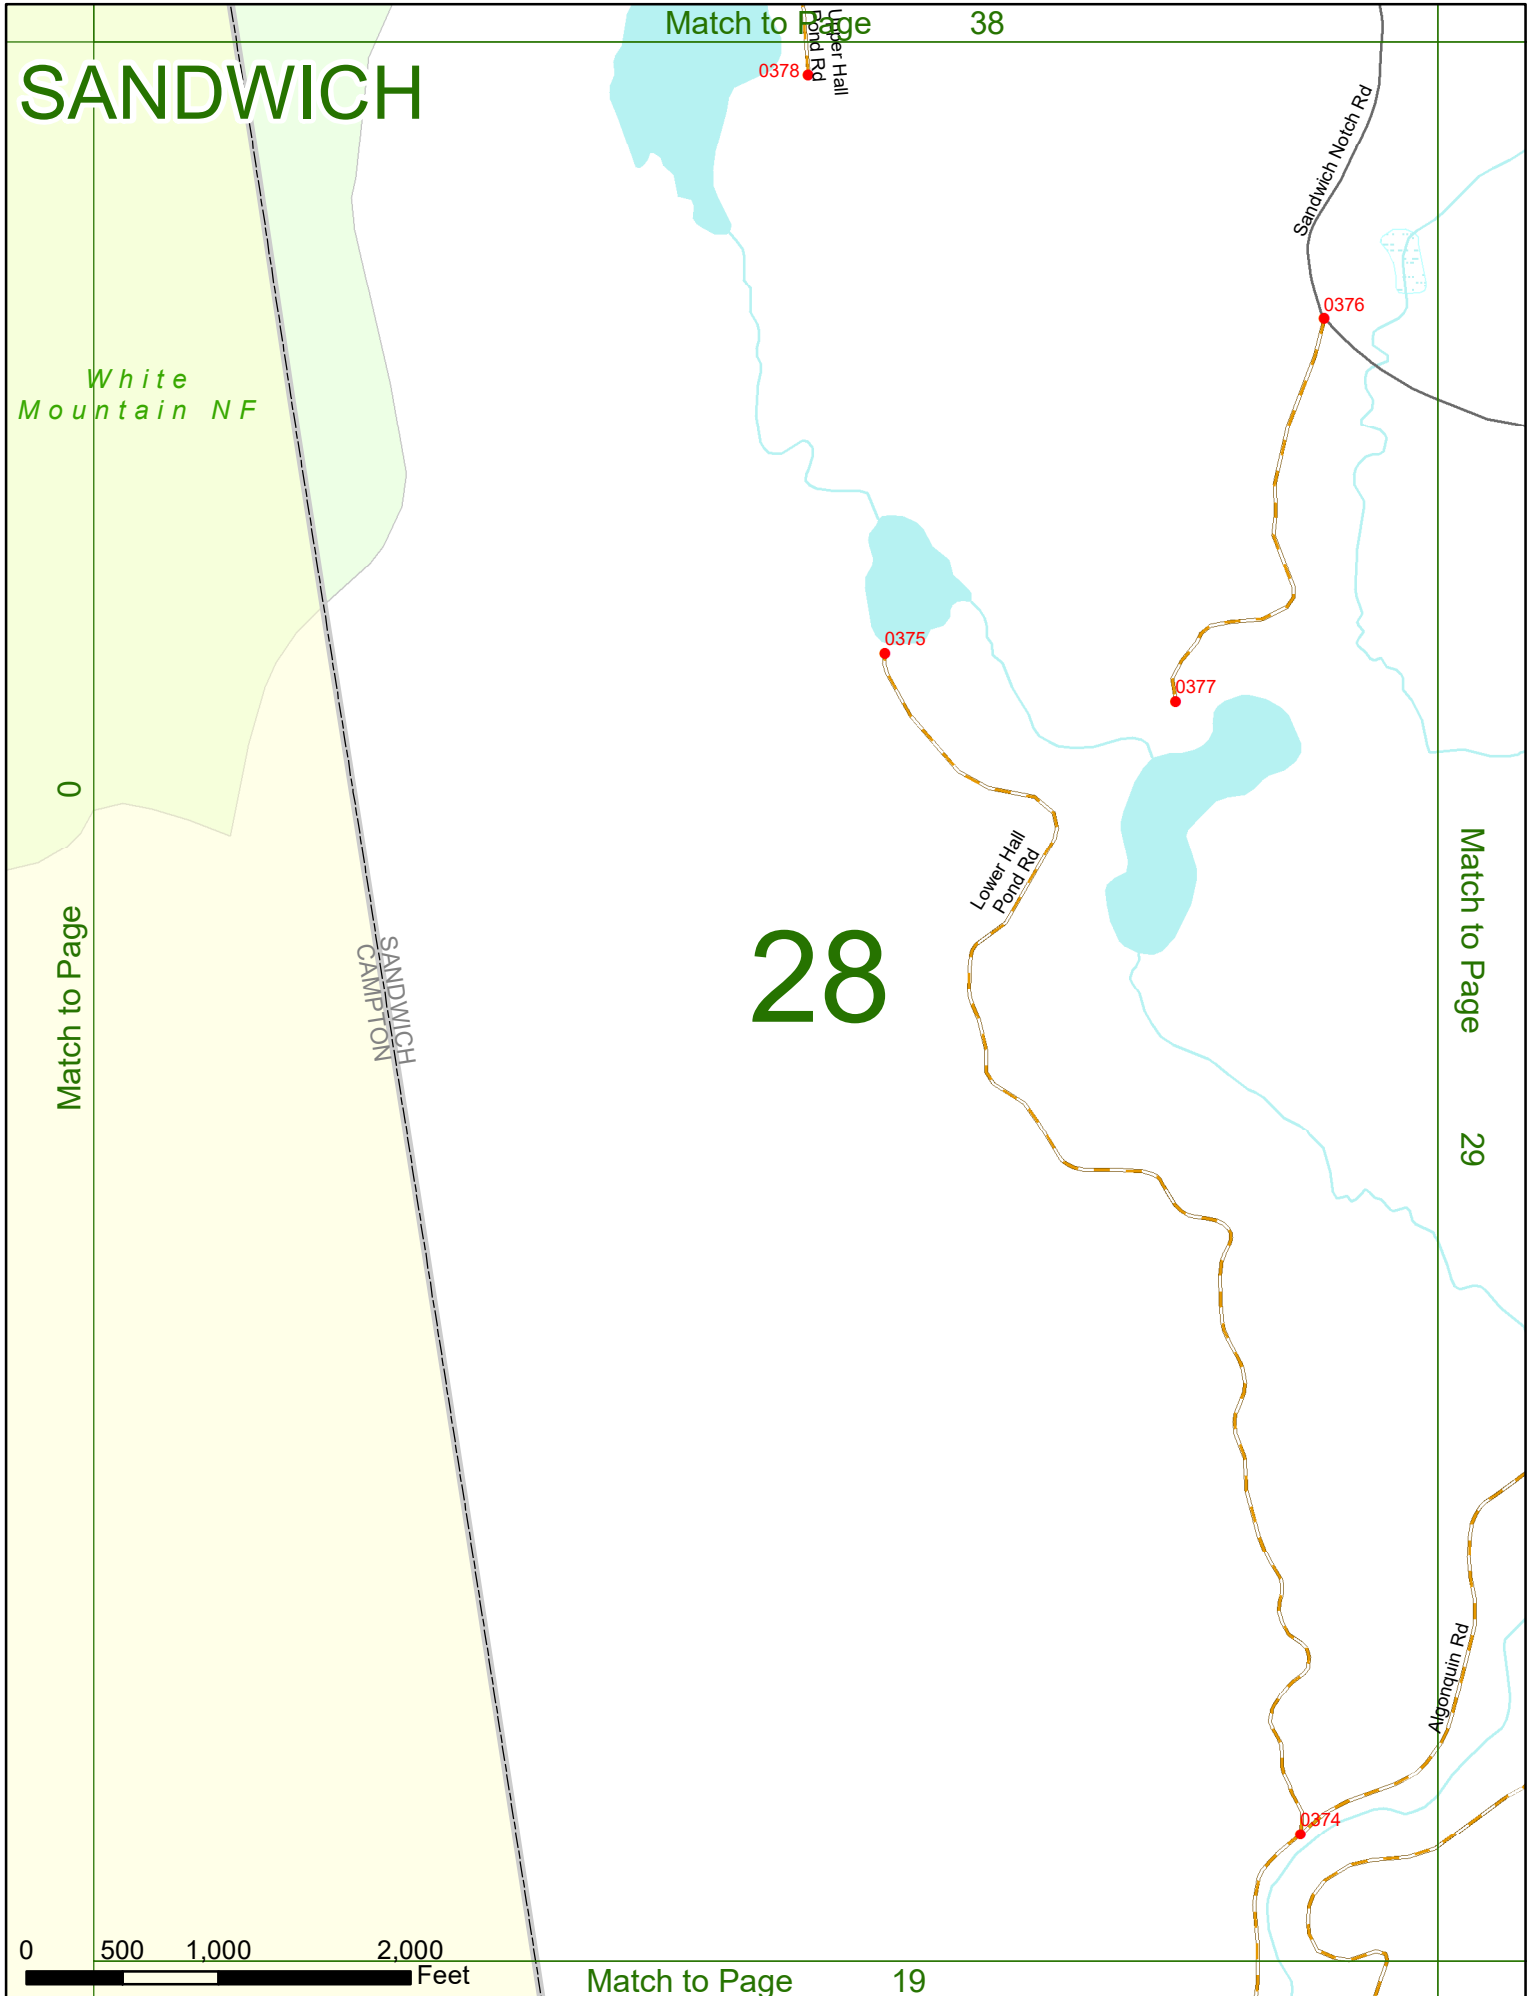 Match to Page 38
SANDWICH
Upper Hall
Pond Rd
0378
Sandwich Notch Rd
0376
White
Mountain NF
0375
0377
Match to Page 0
Lower Hall
Pond Rd
Match to Page 29
SANDWICH
CAMPTON
28
Algonquin Rd
0374
0 500 1,000 2,000
Feet
Match to Page 19